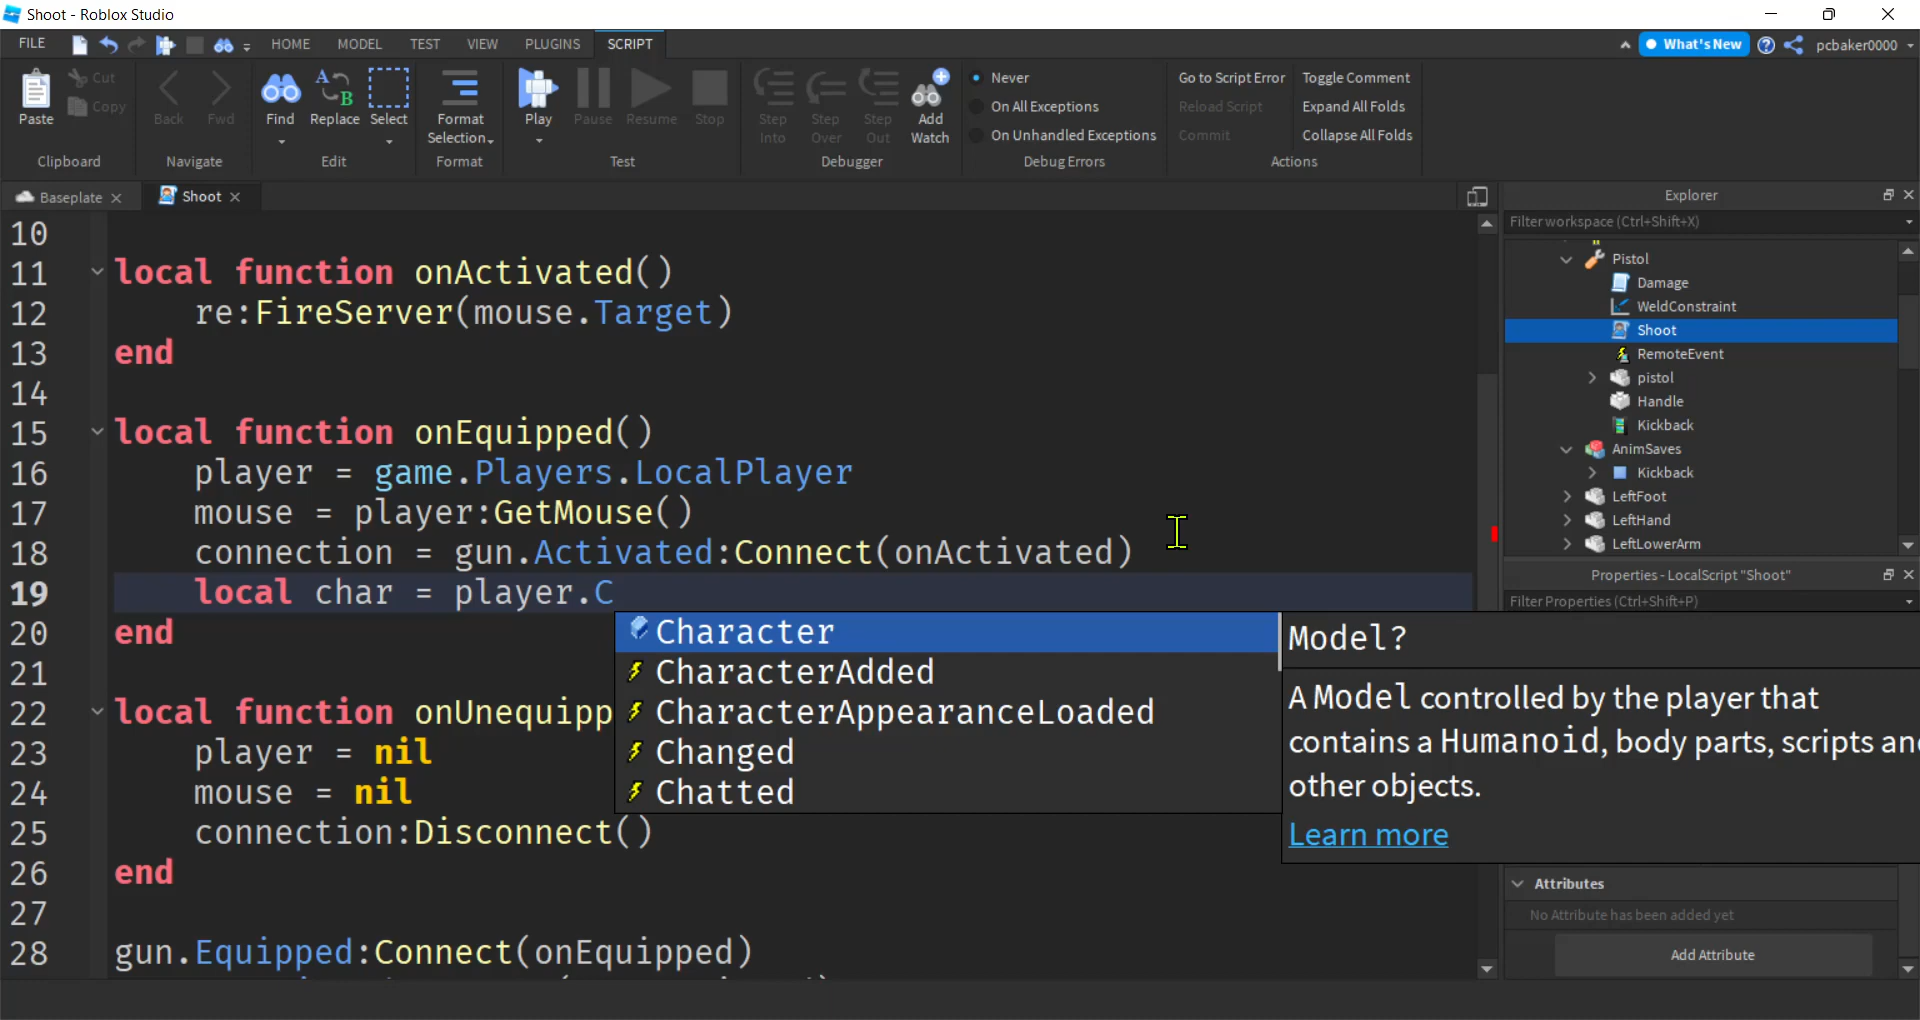 Shoot - Roblox Studio
FILE HOME MODEL TEST VIEW PLUGINS SCRIPT What's New pcbaker0000
Paste Cut Copy
Clipboard
Back Fwd
Navigate
Find Replace Select
Edit
Format Selection
Format
Play Pause Resume Stop
Test
Step Into Step Over Step Out Add Watch
Debugger
Never
On All Exceptions
On Unhandled Exceptions
Debug Errors
Go to Script Error Toggle Comment
Reload Script Expand All Folds
Commit Collapse All Folds
Actions
Baseplate Shoot
10
11 local function onActivated()
12 re:FireServer(mouse.Target)
13 end
14
15 local function onEquipped()
16 player = game.Players.LocalPlayer
17 mouse = player:GetMouse()
18 connection = gun.Activated:Connect(onActivated)
19 local char = player.C
20 end
21
22 local function onUnequipp
23 player = nil
24 mouse = nil
25 connection:Disconnect()
26 end
27
28 gun.Equipped:Connect(onEquipped)
Character
CharacterAdded
CharacterAppearanceLoaded
Changed
Chatted
Model?
A Model controlled by the player that
contains a Humanoid, body parts, scripts an
other objects.
Learn more
Explorer
Filter workspace (Ctrl+Shift+X)
Pistol
Damage
WeldConstraint
Shoot
RemoteEvent
pistol
Handle
Kickback
AnimSaves
Kickback
LeftFoot
LeftHand
LeftLowerArm
Properties - LocalScript "Shoot"
Filter Properties (Ctrl+Shift+P)
Attributes
No Attribute has been added yet
Add Attribute